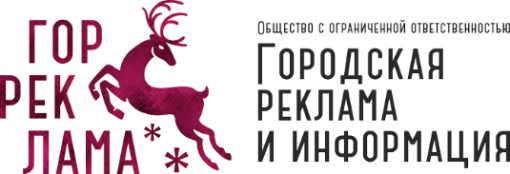 ГОР
РЕК
ЛАМА**
Общество с ограниченной ответственностью
Городская
реклама
и информация